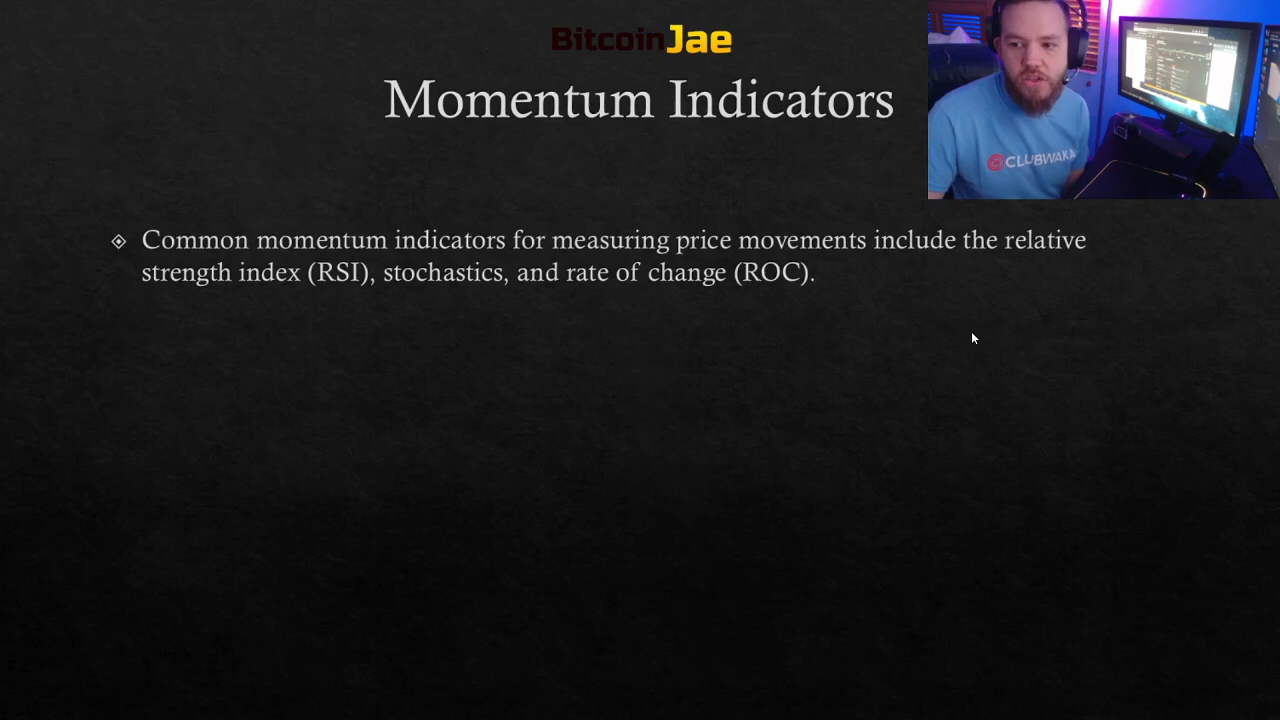 BitcoinJae
Momentum Indicators
@CLUBWAKA
Common momentum indicators for measuring price movements include the relative
strength index (RSI), stochastics, and rate of change (ROC).